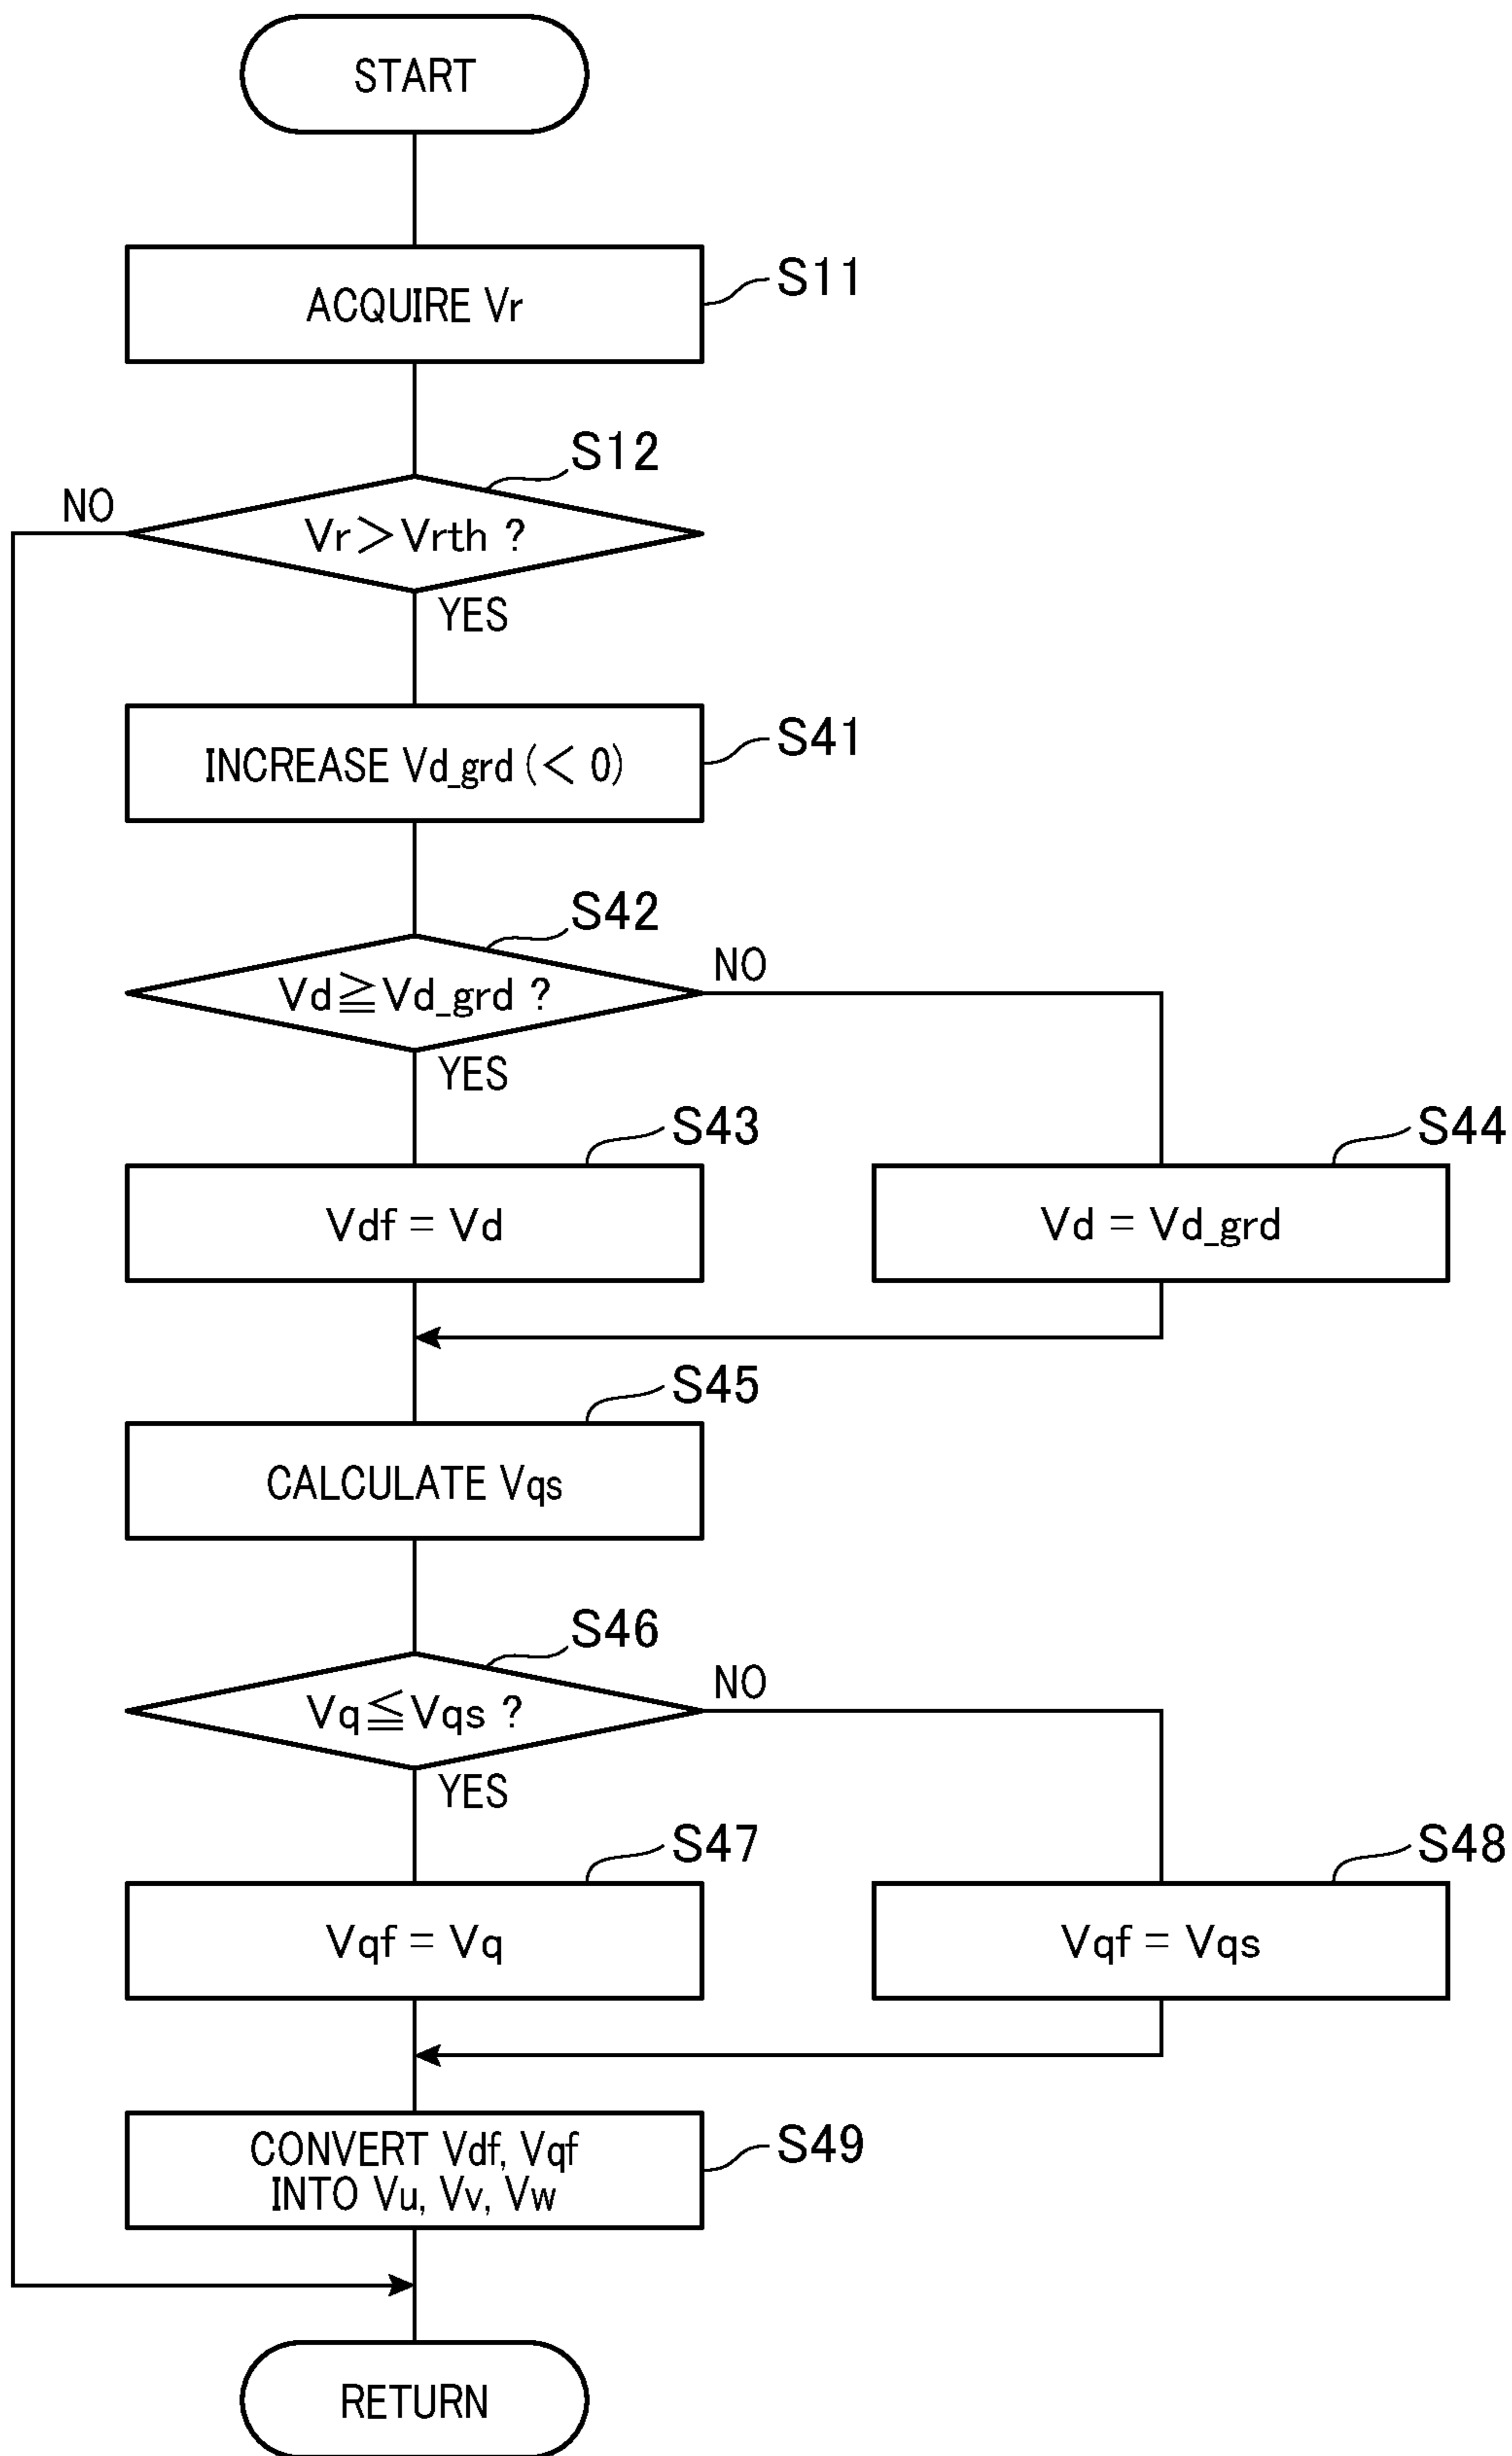 START
ACQUIRE Vr
S11
S12
NO
Vr＞Vrth ?
YES
INCREASE Vd_grd (＜ 0)
S41
S42
Vd≧Vd_grd ?
NO
YES
S43
S44
Vdf = Vd
Vd = Vd_grd
S45
CALCULATE Vqs
S46
Vq≦Vqs ?
NO
YES
S47
S48
Vqf = Vq
Vqf = Vqs
CONVERT Vdf, Vqf
INTO Vu, Vv, Vw
S49
RETURN